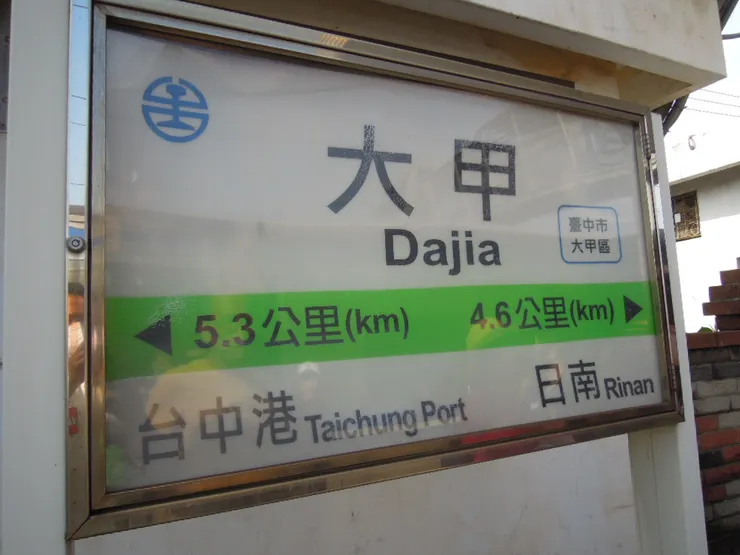 大甲
Dajia
臺中市
大甲區
5.3公里(km) 4.6公里(km)
台中港 Taichung Port 日南 Rinan